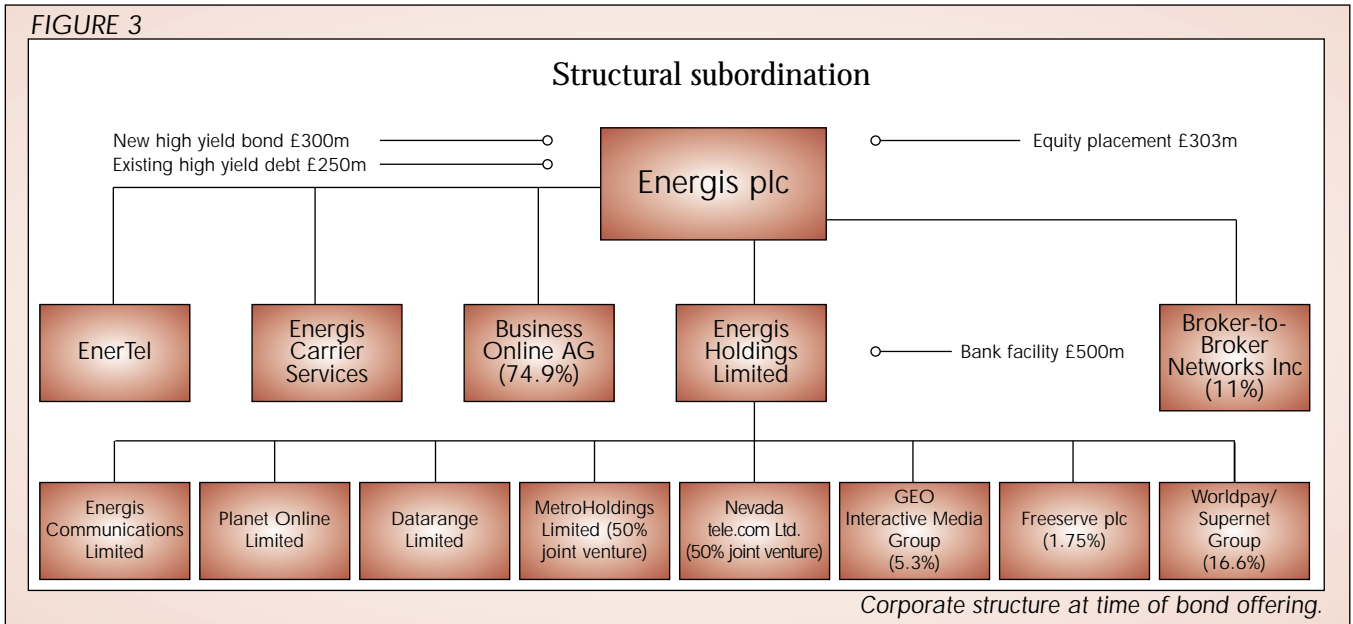 FIGURE 3
Structural subordination
New high yield bond £300m
Existing high yield debt £250m
Energis plc
Equity placement £303m
EnerTel
Energis
Carrier
Services
Business
Online AG
(74.9%)
Energis
Holdings
Limited
Bank facility £500m
Broker-to-
Broker
Networks Inc
(11%)
Energis
Communications
Limited
Planet Online
Limited
Datarange
Limited
MetroHoldings
Limited (50%
joint venture)
Nevada
tele.com Ltd.
(50% joint venture)
GEO
Interactive Media
Group
(5.3%)
Freeserve plc
(1.75%)
Worldpay/
Supernet
Group
(16.6%)
Corporate structure at time of bond offering.